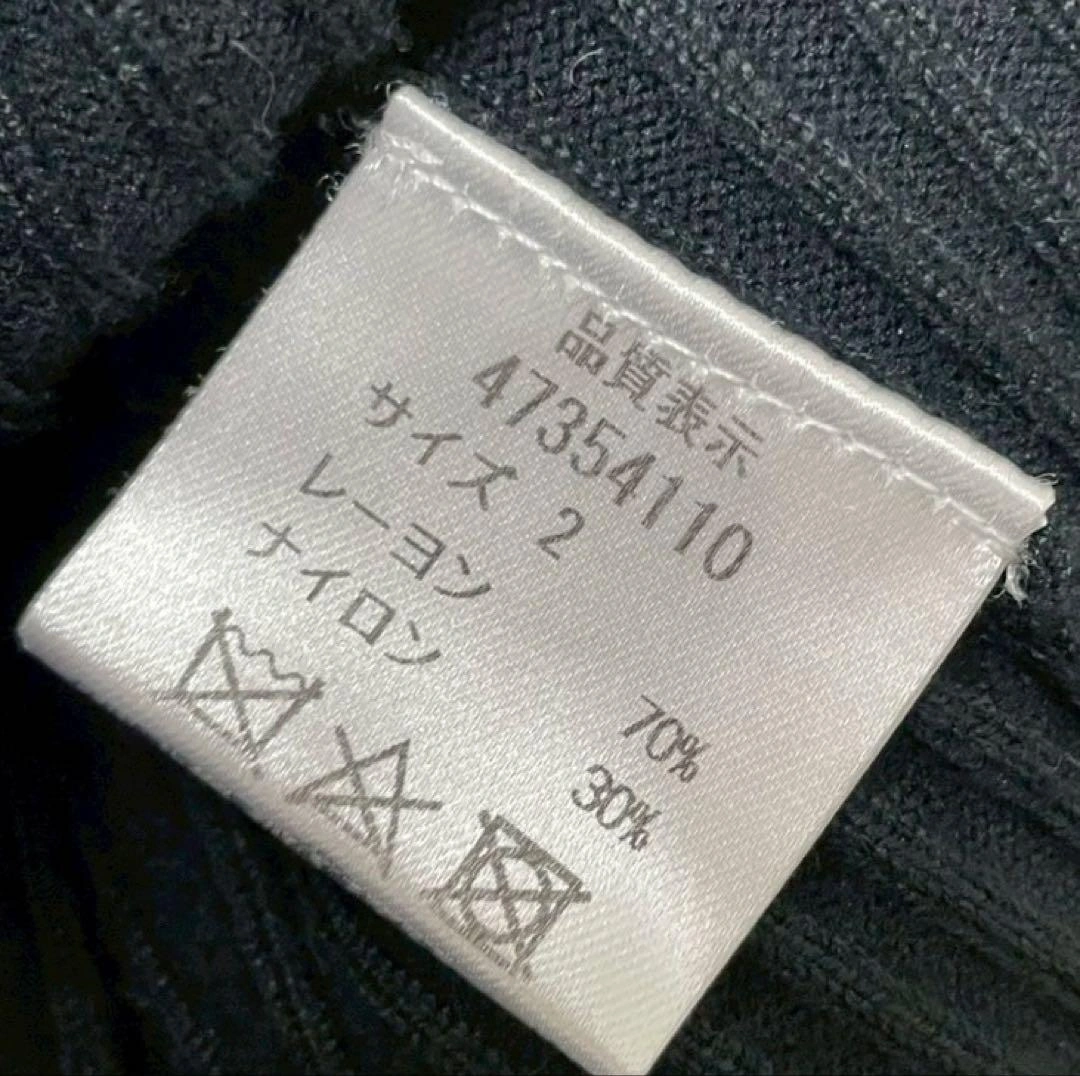 品質表示
47354110
サイズ 2
レーヨン 70%
ナイロン 30%